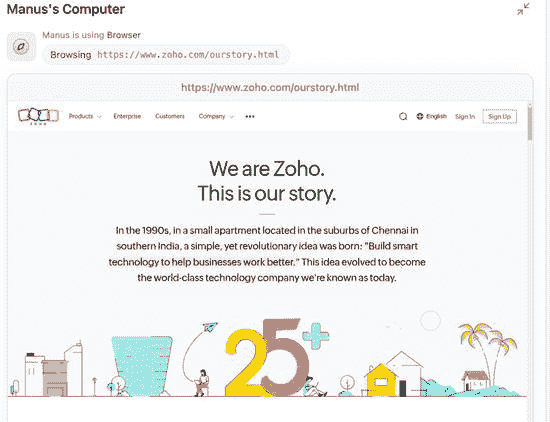 Manus's Computer
Manus is using Browser
Browsing https://www.zoho.com/ourstory.html
https://www.zoho.com/ourstory.html
ZOHO Products Enterprise Customers Company ••• English Sign In Sign Up
We are Zoho.
This is our story.
In the 1990s, in a small apartment located in the suburbs of Chennai in
southern India, a simple, yet revolutionary idea was born: "Build smart
technology to help businesses work better." This idea evolved to become
the world-class technology company we're known as today.
25+